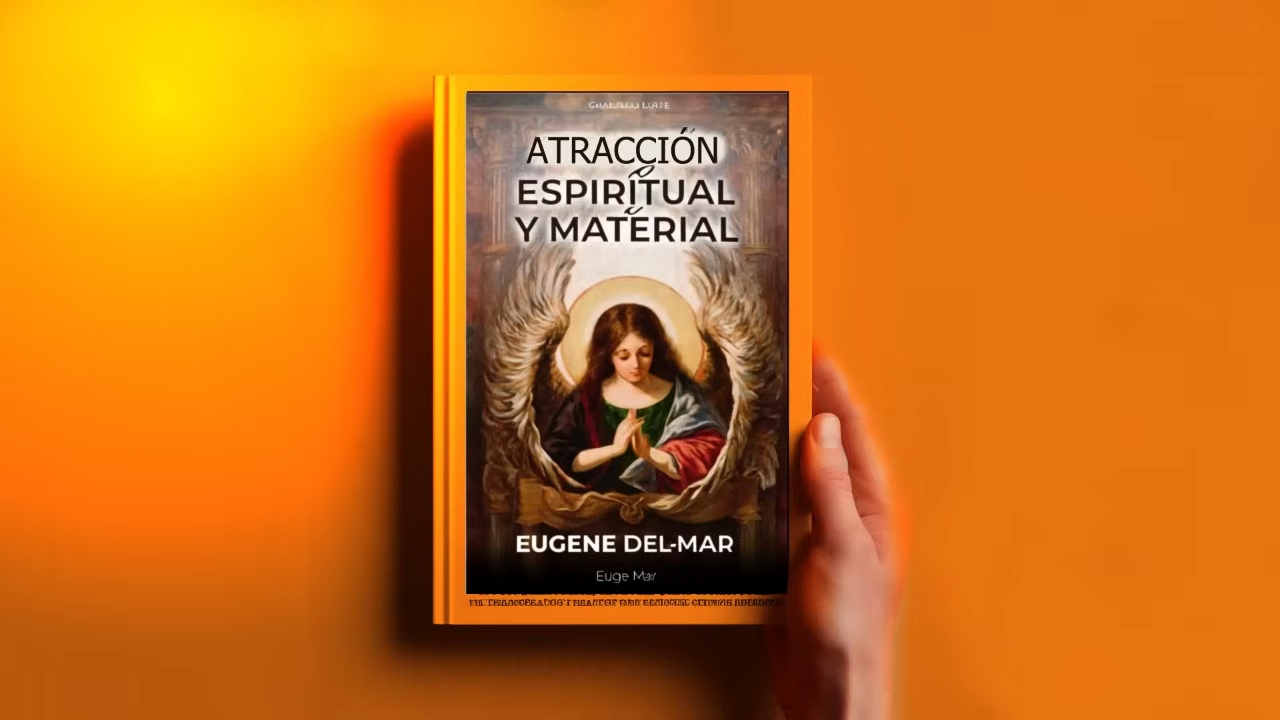 ATRACCIÓN
ESPIRITUAL
Y MATERIAL
EUGENE DEL-MAR
Euge Mar